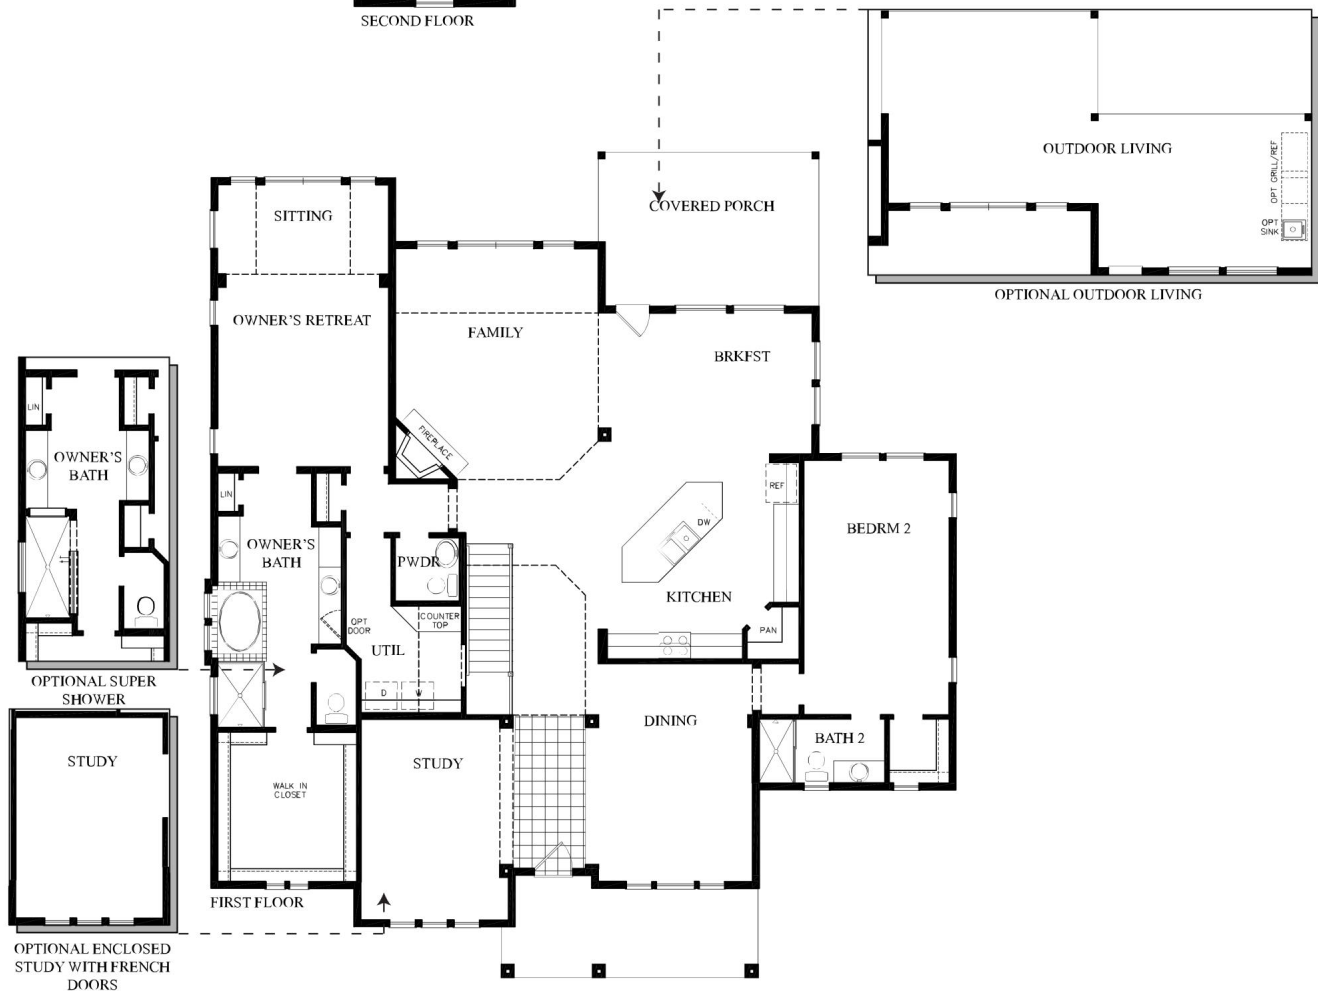 SECOND FLOOR
OUTDOOR LIVING
OPT GRILL/REF
OPT
SINK
OPTIONAL OUTDOOR LIVING
SITTING
COVERED PORCH
OWNER'S RETREAT
FAMILY
BRKFST
FIREPLACE
LIN
OWNER'S
BATH
OPTIONAL SUPER
SHOWER
LIN
OWNER'S
BATH
REF
DW
BEDRM 2
PWDR
KITCHEN
COUNTER
TOP
OPT
DOOR
UTIL
PAN
D
W
DINING
BATH 2
STUDY
WALK IN
CLOSET
STUDY
FIRST FLOOR
OPTIONAL ENCLOSED
STUDY WITH FRENCH
DOORS